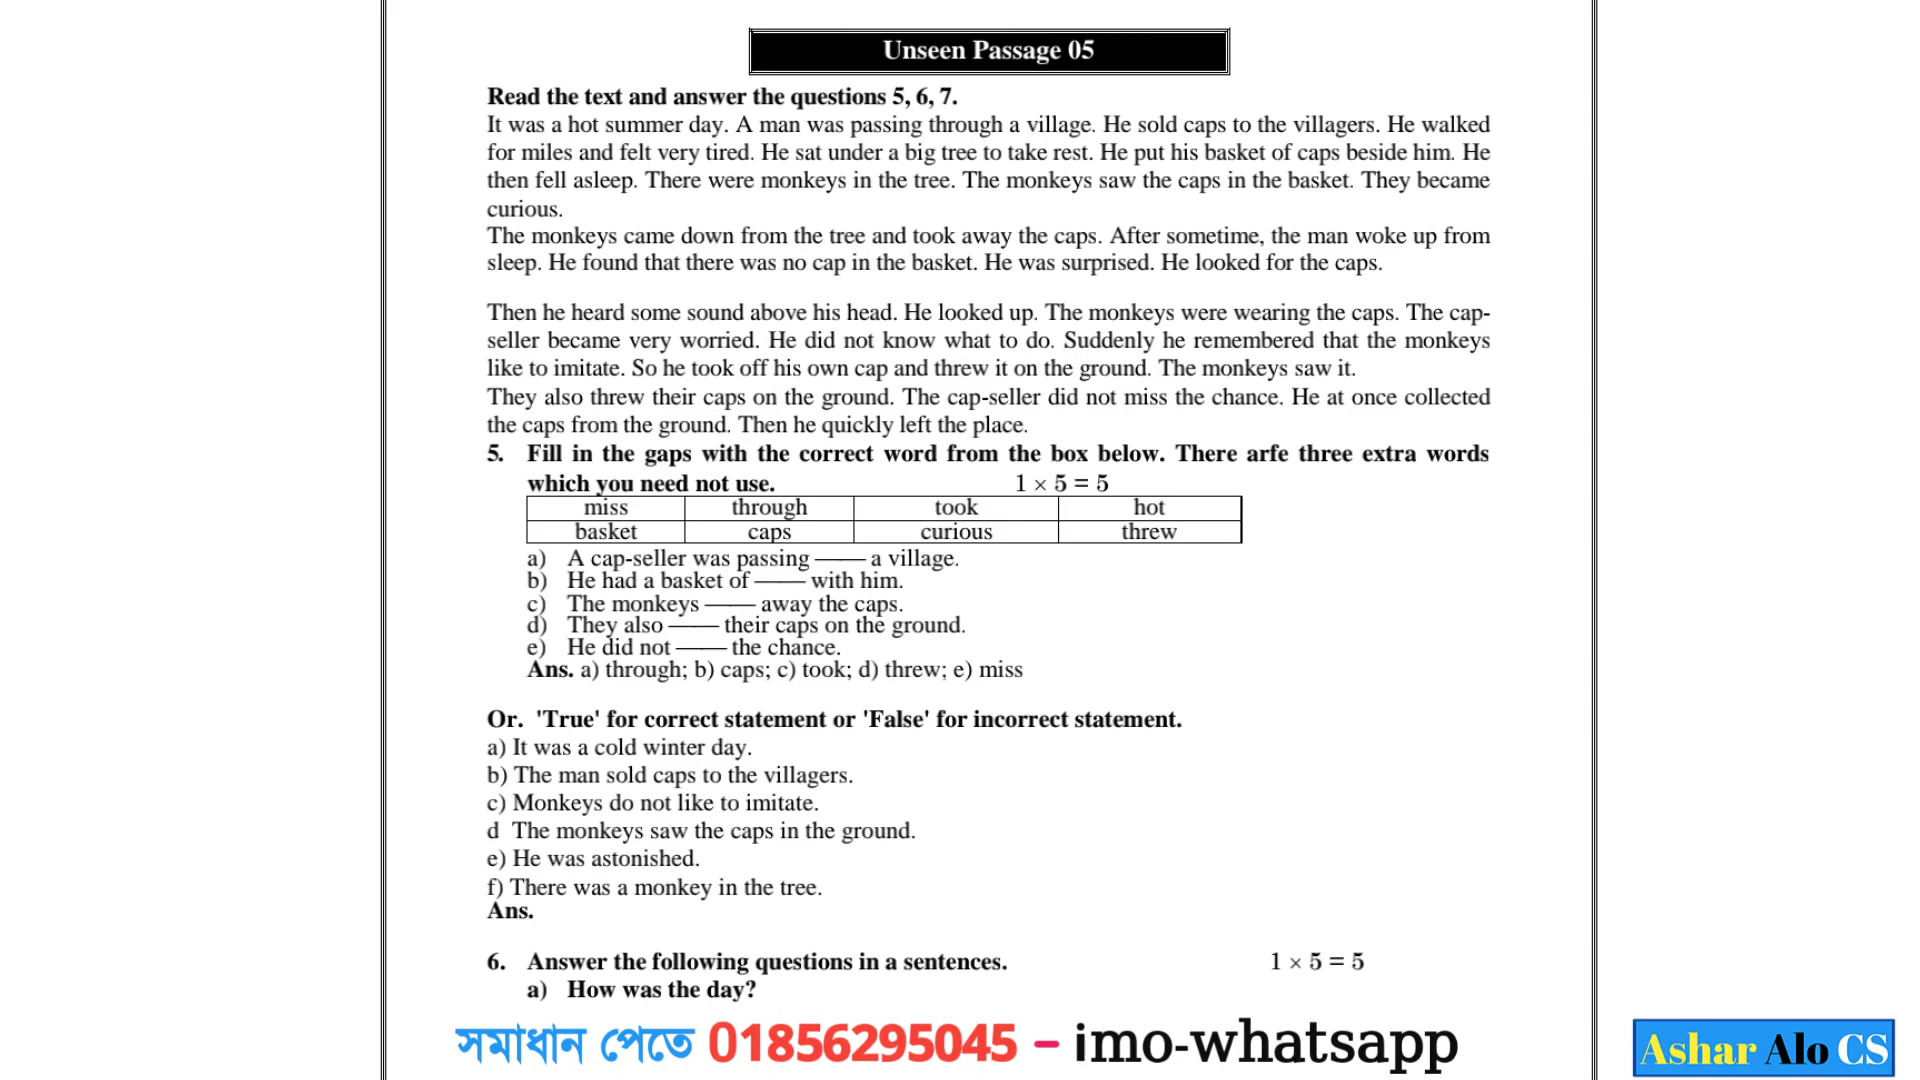 Unseen Passage 05
Read the text and answer the questions 5, 6, 7.
It was a hot summer day. A man was passing through a village. He sold caps to the villagers. He walked
for miles and felt very tired. He sat under a big tree to take rest. He put his basket of caps beside him. He
then fell asleep. There were monkeys in the tree. The monkeys saw the caps in the basket. They became
curious.
The monkeys came down from the tree and took away the caps. After sometime, the man woke up from
sleep. He found that there was no cap in the basket. He was surprised. He looked for the caps.
Then he heard some sound above his head. He looked up. The monkeys were wearing the caps. The cap-
seller became very worried. He did not know what to do. Suddenly he remembered that the monkeys
like to imitate. So he took off his own cap and threw it on the ground. The monkeys saw it.
They also threw their caps on the ground. The cap-seller did not miss the chance. He at once collected
the caps from the ground. Then he quickly left the place.
5. Fill in the gaps with the correct word from the box below. There arfe three extra words
which you need not use. 1 × 5 = 5
miss through took hot
basket caps curious threw
a) A cap-seller was passing —— a village.
b) He had a basket of —— with him.
c) The monkeys —— away the caps.
d) They also —— their caps on the ground.
e) He did not —— the chance.
Ans. a) through; b) caps; c) took; d) threw; e) miss
Or. 'True' for correct statement or 'False' for incorrect statement.
a) It was a cold winter day.
b) The man sold caps to the villagers.
c) Monkeys do not like to imitate.
d The monkeys saw the caps in the ground.
e) He was astonished.
f) There was a monkey in the tree.
Ans.
6. Answer the following questions in a sentences. 1 × 5 = 5
a) How was the day?
সমাধান পেতে 01856295045 – imo-whatsapp
Ashar Alo CS